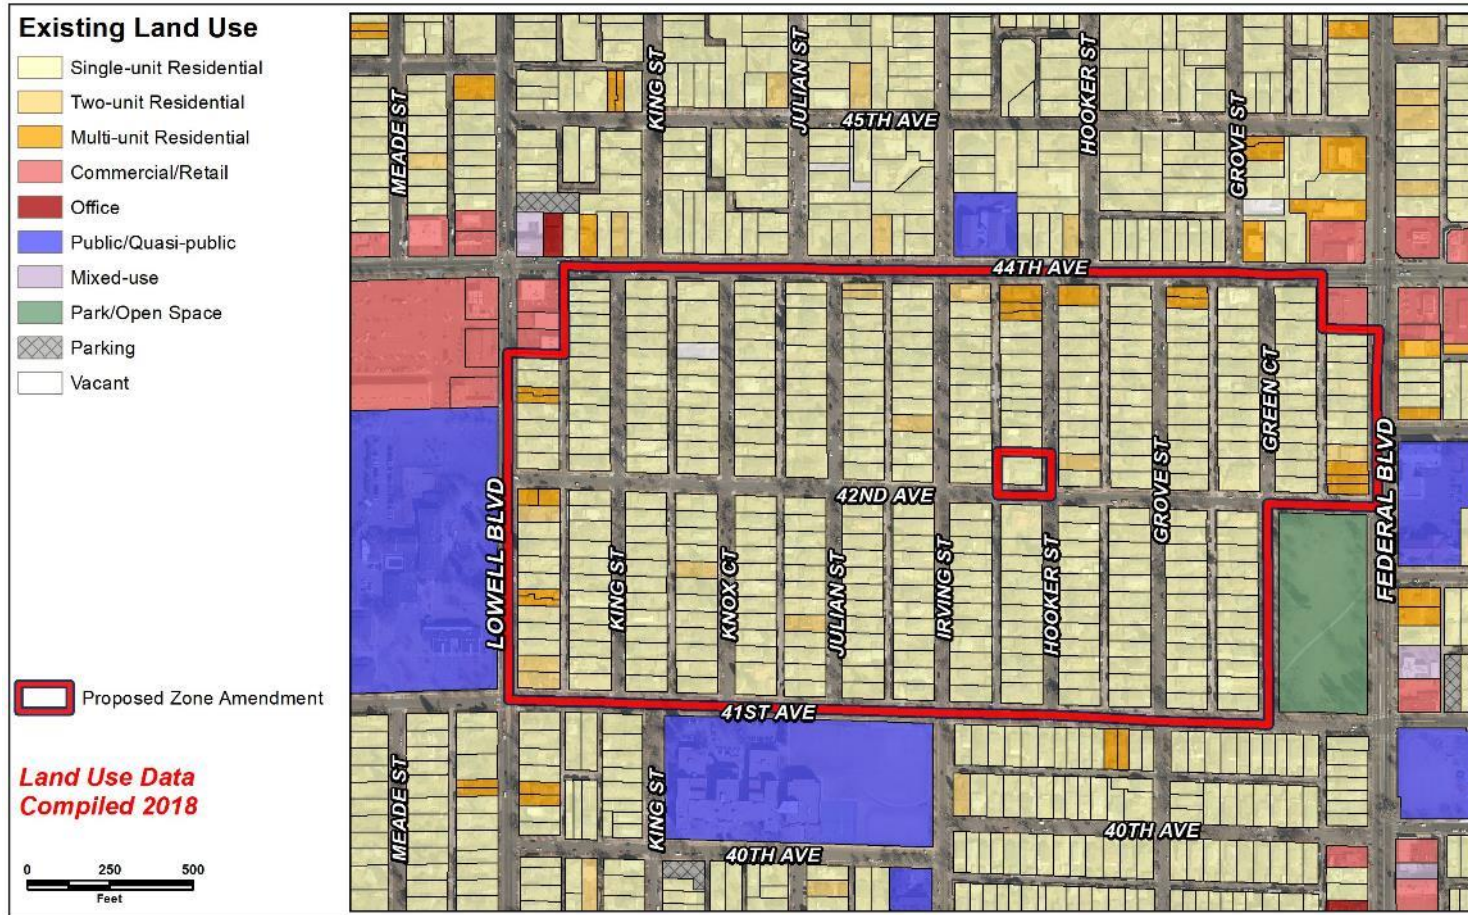 Existing Land Use
Single-unit Residential
Two-unit Residential
Multi-unit Residential
Commercial/Retail
Office
Public/Quasi-public
Mixed-use
Park/Open Space
Parking
Vacant
Proposed Zone Amendment
Land Use Data
Compiled 2018
0 250 500
Feet
MEADE ST
KING ST
JULIAN ST
45TH AVE
HOOKER ST
GROVE ST
44TH AVE
GREEN CT
LOWELL BLVD
42ND AVE
GROVE ST
FEDERAL BLVD
KING ST
KNOX CT
JULIAN ST
IRVING ST
HOOKER ST
41ST AVE
MEADE ST
KING ST
40TH AVE
40TH AVE